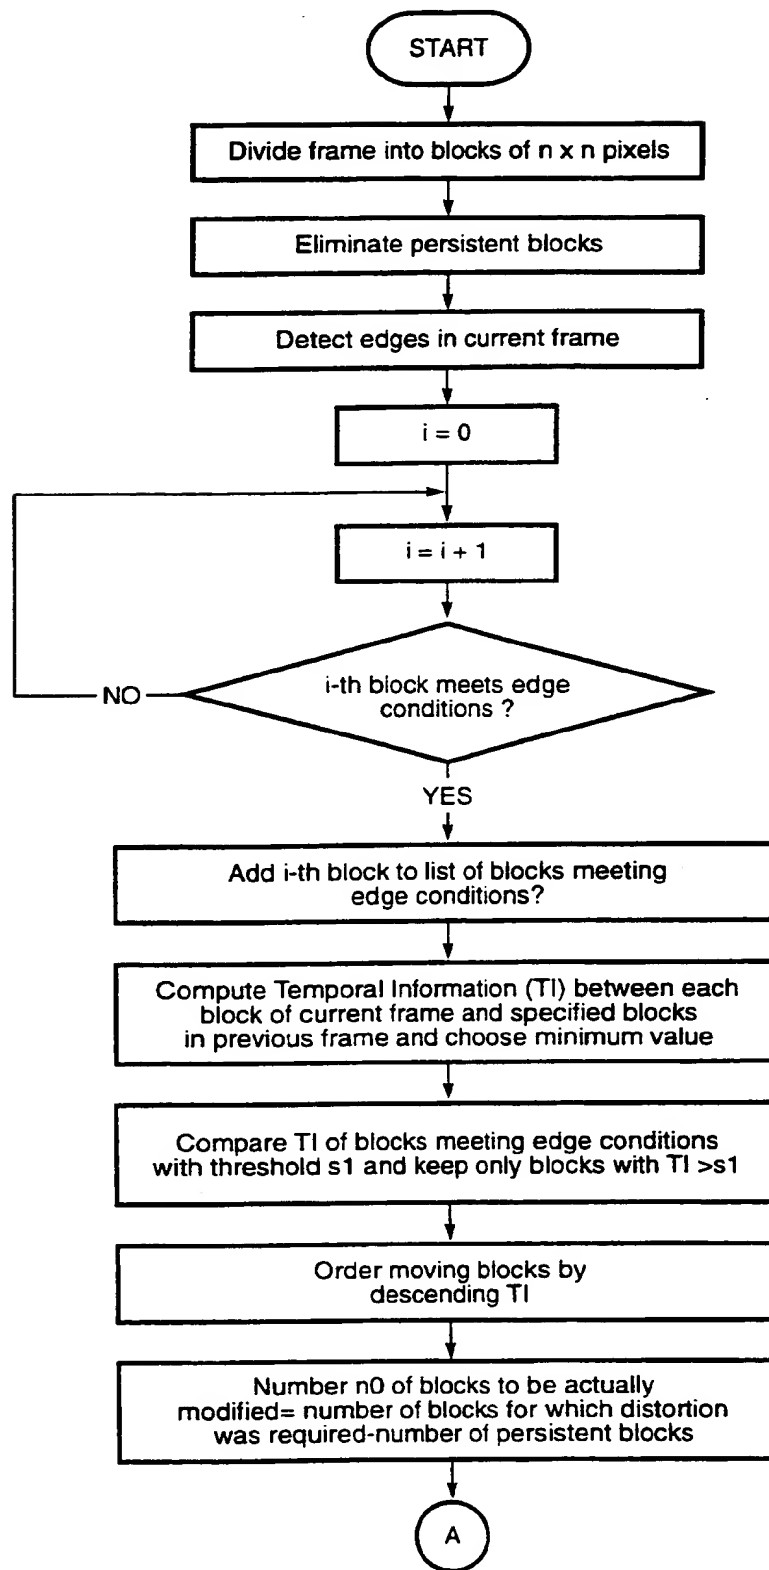 START
Divide frame into blocks of n x n pixels
Eliminate persistent blocks
Detect edges in current frame
i = 0
i = i + 1
i-th block meets edge
conditions ?
NO
YES
Add i-th block to list of blocks meeting
edge conditions?
Compute Temporal Information (TI) between each
block of current frame and specified blocks
in previous frame and choose minimum value
Compare TI of blocks meeting edge conditions
with threshold s1 and keep only blocks with TI >s1
Order moving blocks by
descending TI
Number n0 of blocks to be actually
modified= number of blocks for which distortion
was required-number of persistent blocks
A